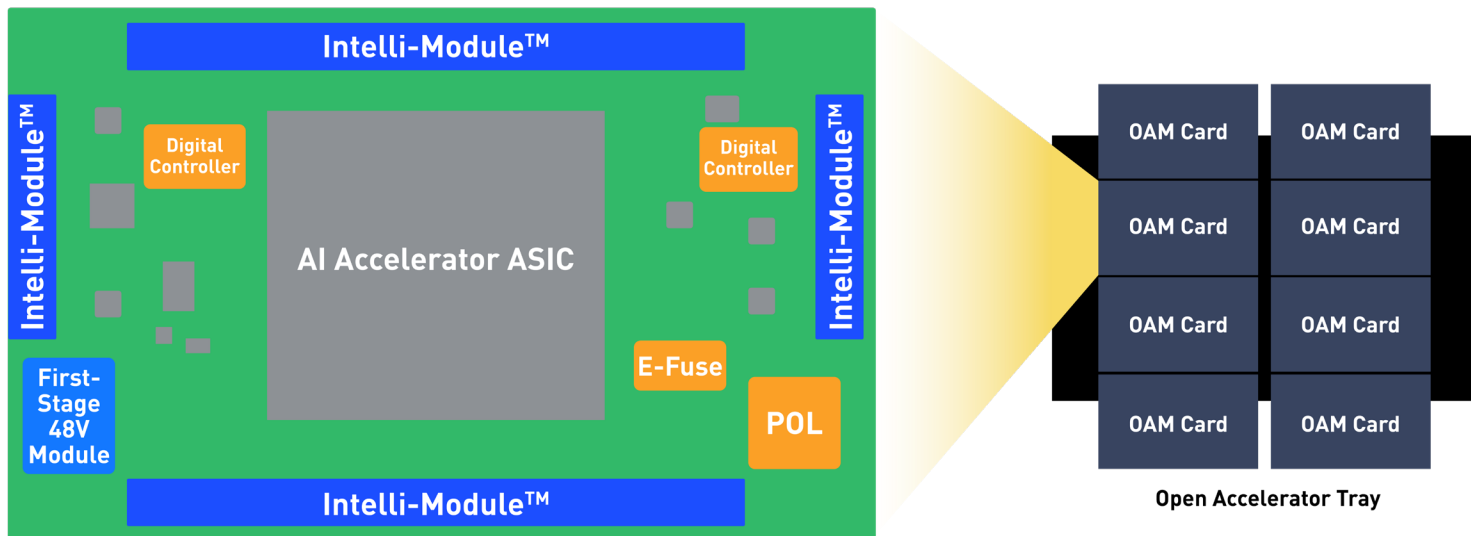 Intelli-Module™
Intelli-Module™
Digital
Controller
AI Accelerator ASIC
Digital
Controller
Intelli-Module™
First-
Stage
48V
Module
E-Fuse
POL
Intelli-Module™
OAM Card
OAM Card
OAM Card
OAM Card
OAM Card
OAM Card
OAM Card
OAM Card
Open Accelerator Tray